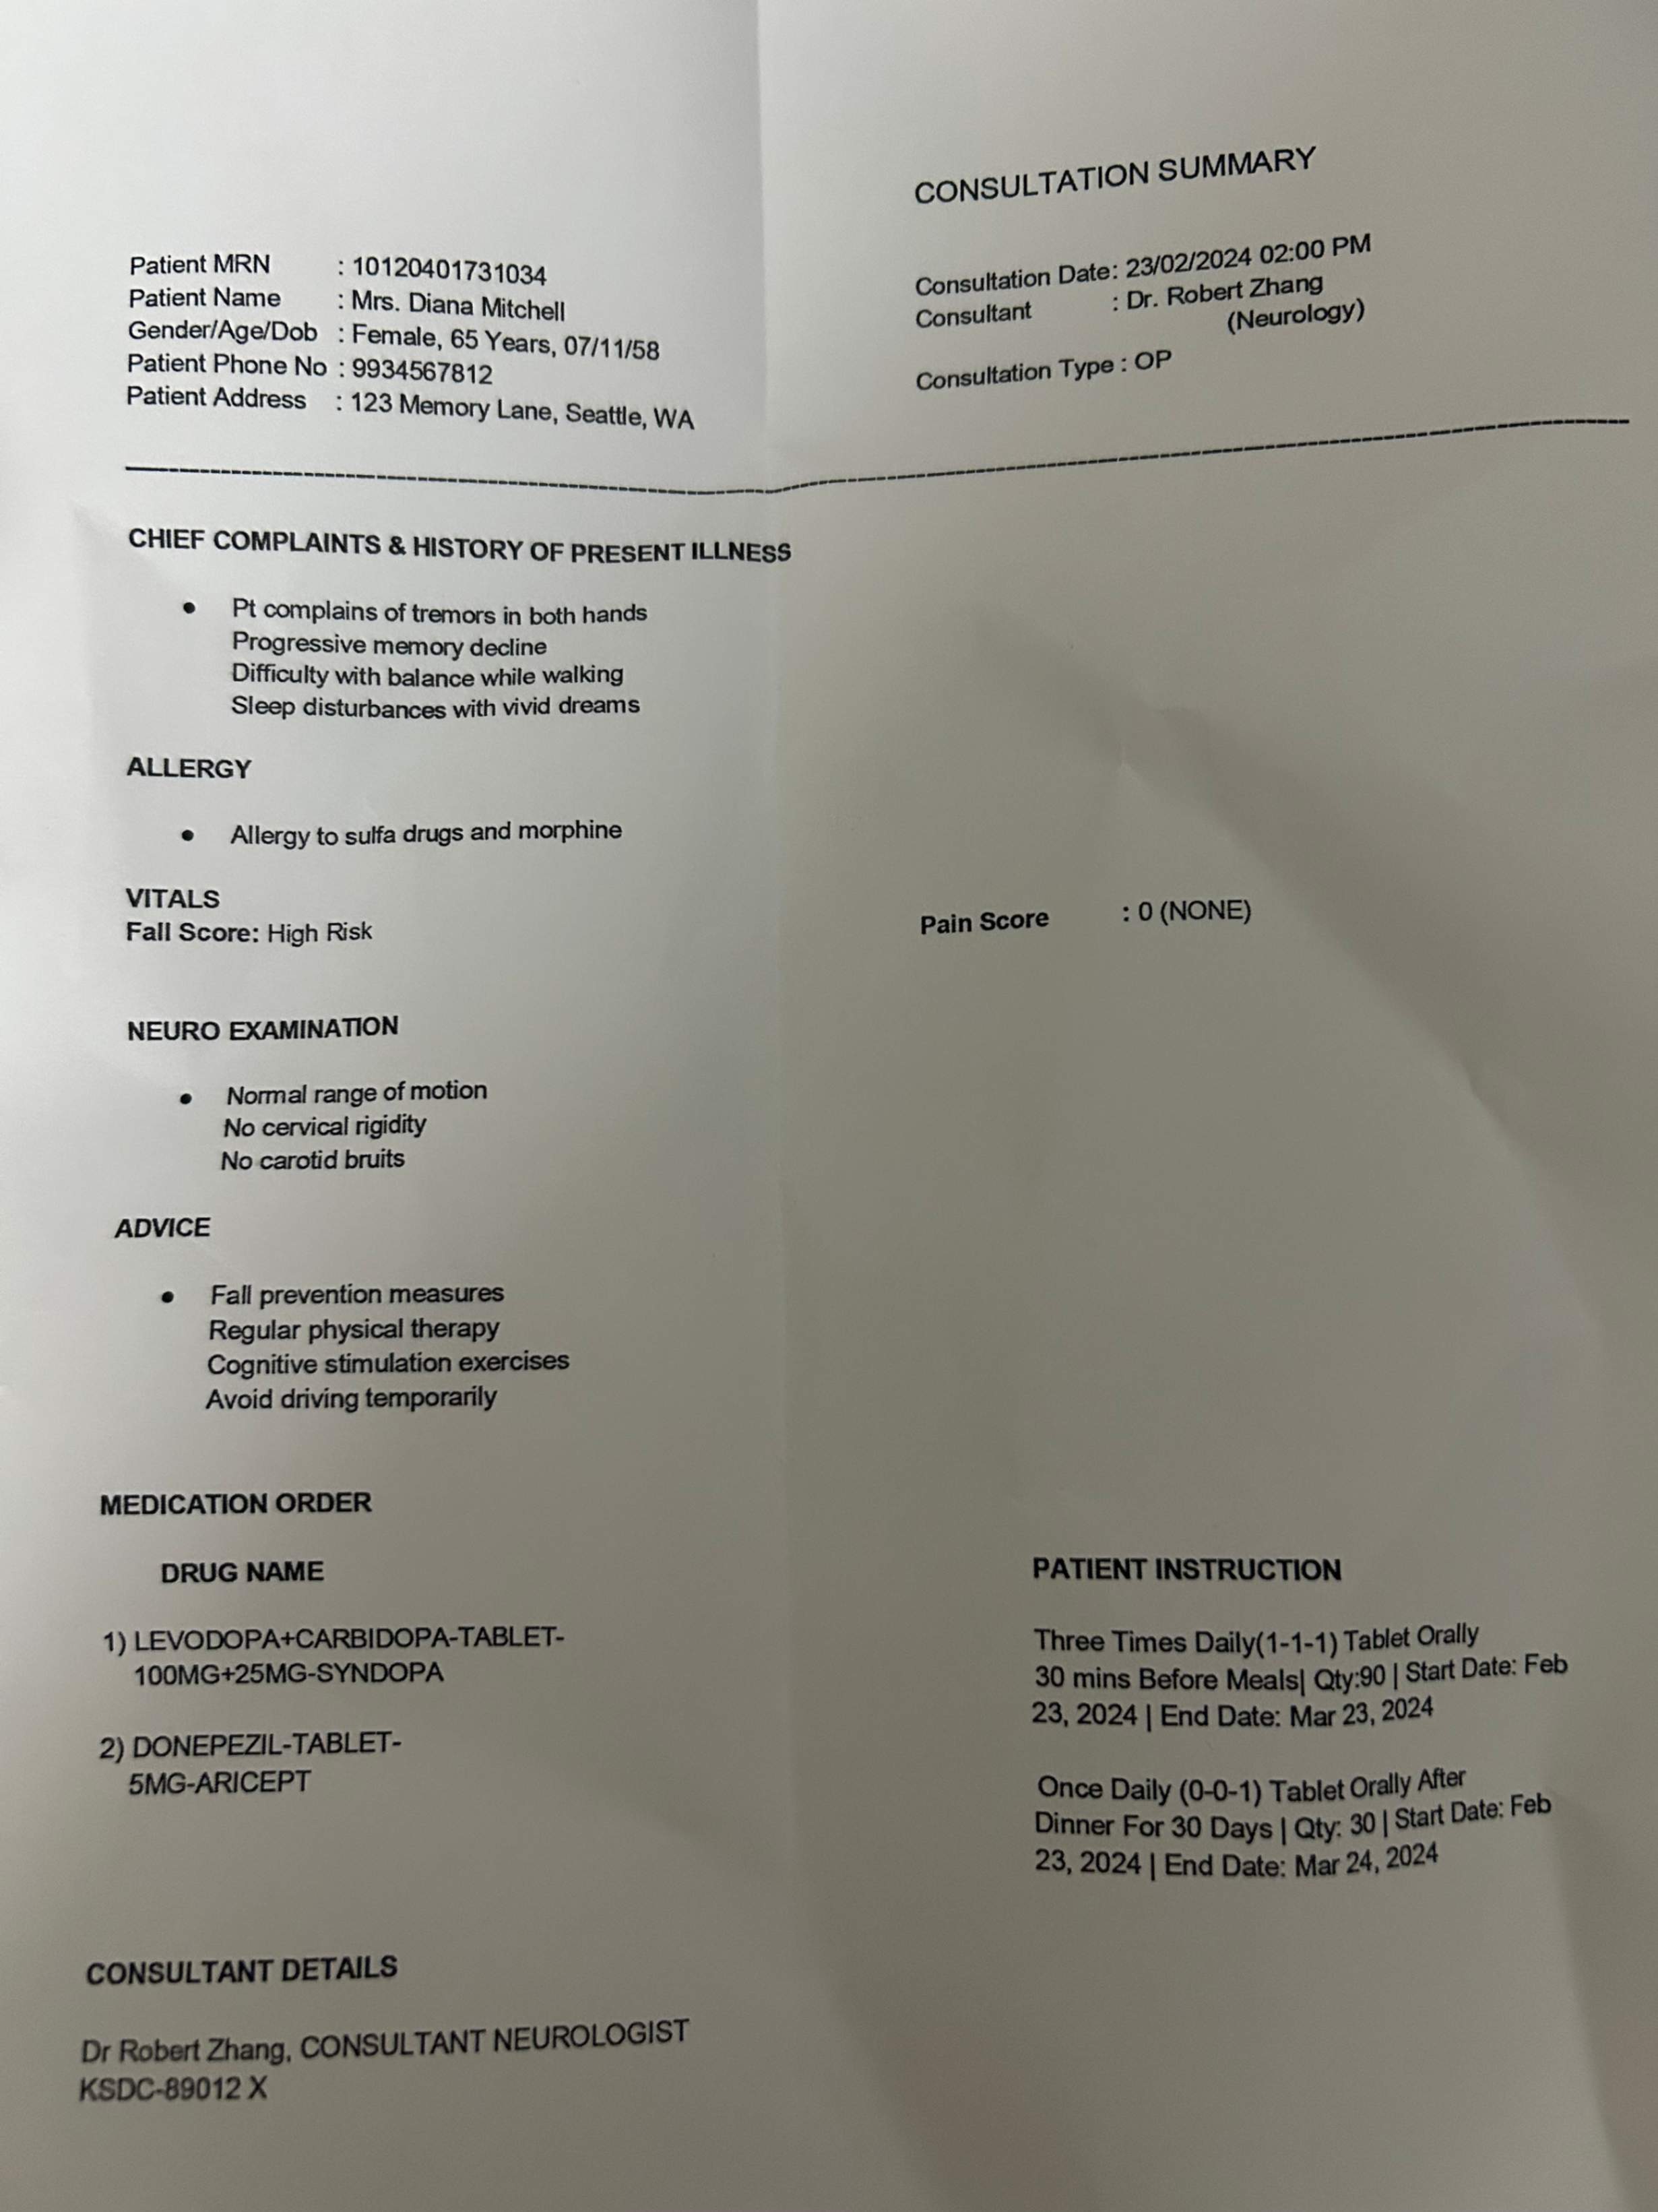 CONSULTATION SUMMARY
Patient MRN : 10120401731034
Patient Name : Mrs. Diana Mitchell
Gender/Age/Dob : Female, 65 Years, 07/11/58
Patient Phone No : 9934567812
Patient Address : 123 Memory Lane, Seattle, WA
Consultation Date: 23/02/2024 02:00 PM
Consultant : Dr. Robert Zhang
(Neurology)
Consultation Type : OP
CHIEF COMPLAINTS & HISTORY OF PRESENT ILLNESS
• Pt complains of tremors in both hands
Progressive memory decline
Difficulty with balance while walking
Sleep disturbances with vivid dreams
ALLERGY
• Allergy to sulfa drugs and morphine
VITALS
Fall Score: High Risk
Pain Score : 0 (NONE)
NEURO EXAMINATION
• Normal range of motion
No cervical rigidity
No carotid bruits
ADVICE
• Fall prevention measures
Regular physical therapy
Cognitive stimulation exercises
Avoid driving temporarily
MEDICATION ORDER
DRUG NAME
1) LEVODOPA+CARBIDOPA-TABLET-
100MG+25MG-SYNDOPA
2) DONEPEZIL-TABLET-
5MG-ARICEPT
PATIENT INSTRUCTION
Three Times Daily(1-1-1) Tablet Orally
30 mins Before Meals| Qty:90 | Start Date: Feb
23, 2024 | End Date: Mar 23, 2024
Once Daily (0-0-1) Tablet Orally After
Dinner For 30 Days | Qty: 30 | Start Date: Feb
23, 2024 | End Date: Mar 24, 2024
CONSULTANT DETAILS
Dr Robert Zhang, CONSULTANT NEUROLOGIST
KSDC-89012 X